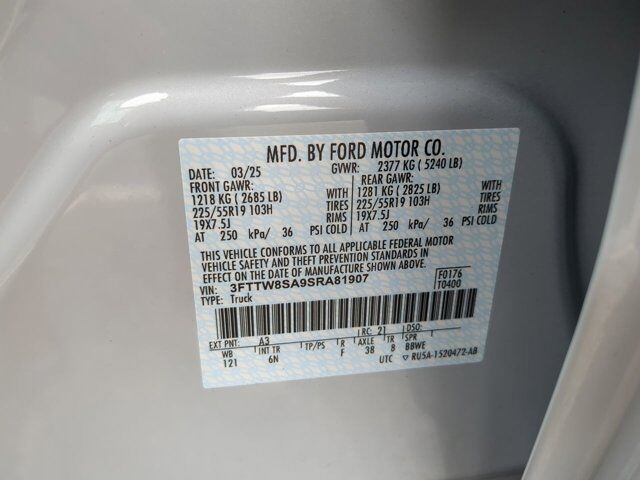 MFD. BY FORD MOTOR CO.
DATE: 03/25 GVWR: 2377 KG ( 5240 LB)
FRONT GAWR: REAR GAWR:
1218 KG ( 2685 LB) WITH 1281 KG ( 2825 LB) WITH
225/55R19 103H TIRES 225/55R19 103H TIRES
19X7.5J RIMS 19X7.5J RIMS
AT 250 kPa/ 36 PSI COLD AT 250 kPa/ 36 PSI COLD
THIS VEHICLE CONFORMS TO ALL APPLICABLE FEDERAL MOTOR
VEHICLE SAFETY AND THEFT PREVENTION STANDARDS IN
EFFECT ON THE DATE OF MANUFACTURE SHOWN ABOVE.
VIN: 3FTTW8SA9SRA81907 F0176
TYPE: Truck T0400
EXT PNT: A3 RC: 21 DSO:
WB INT TR TP/PS R AXLE TR SPR
121 6N F 38 8 BBWE
UTC RU5A-1520472-AB